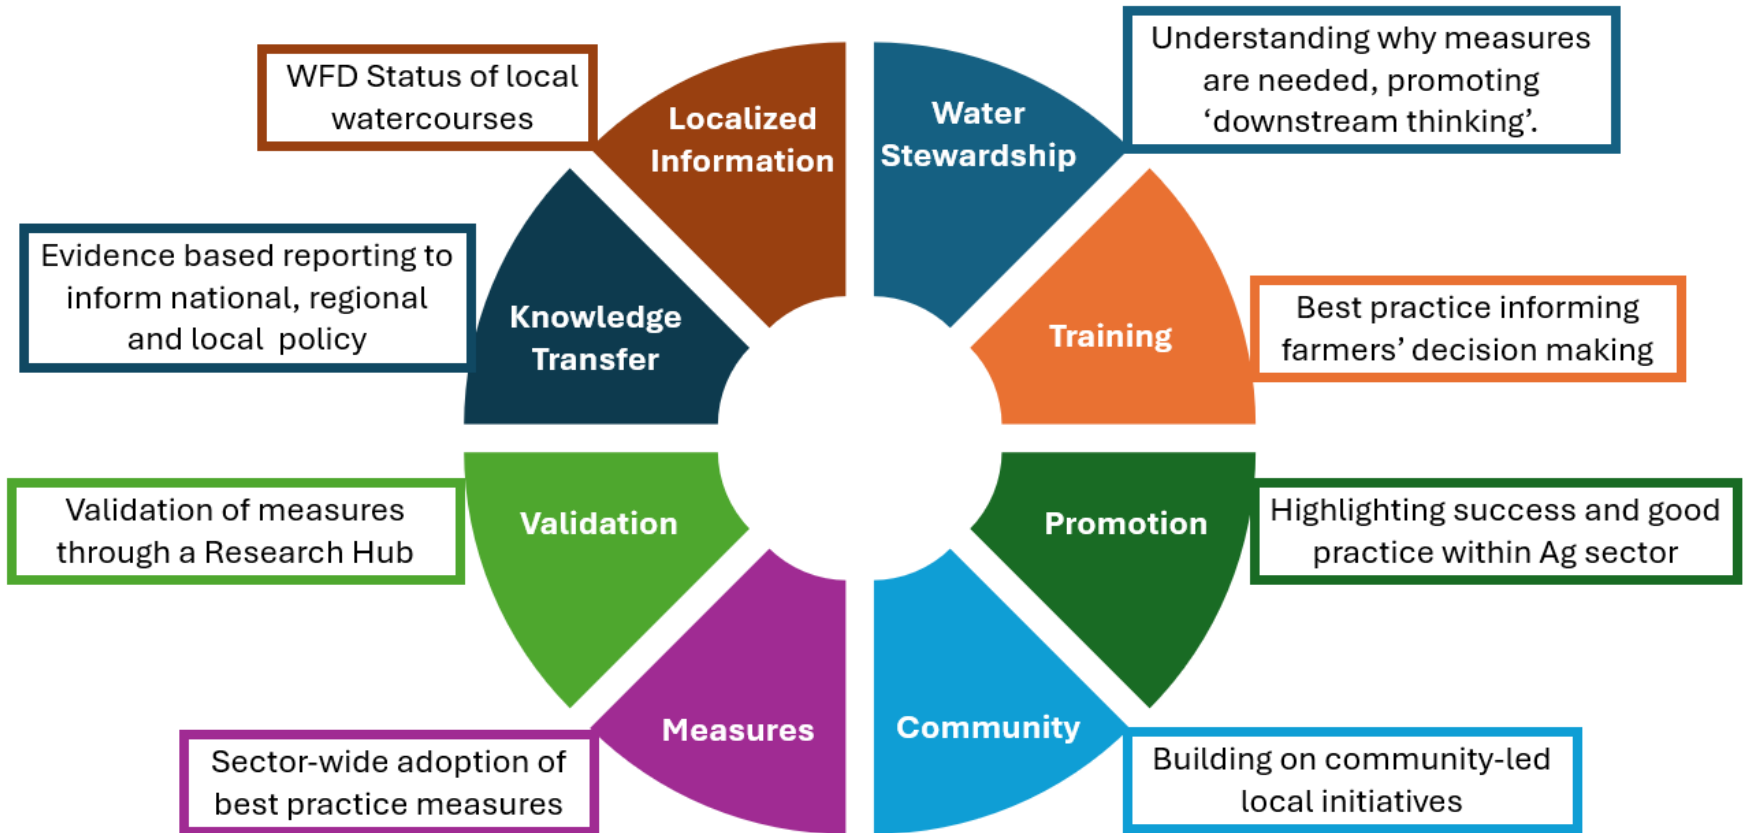 WFD Status of local
watercourses
Localized
Information
Water
Stewardship
Understanding why measures
are needed, promoting
‘downstream thinking’.
Evidence based reporting to
inform national, regional
and local  policy
Knowledge
Transfer
Training
Best practice informing
farmers’ decision making
Validation of measures
through a Research Hub
Validation
Promotion
Highlighting success and good
practice within Ag sector
Sector-wide adoption of
best practice measures
Measures
Community
Building on community-led
local initiatives